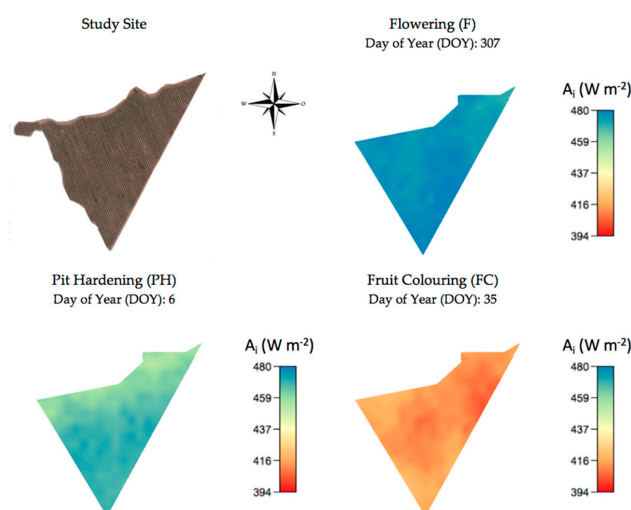 Study Site
Flowering (F)
Day of Year (DOY): 307
N
W
O
S
Ai (W m-2)
480
459
437
416
394
Pit Hardening (PH)
Day of Year (DOY): 6
Fruit Colouring (FC)
Day of Year (DOY): 35
Ai (W m-2)
480
459
437
416
394
Ai (W m-2)
480
459
437
416
394